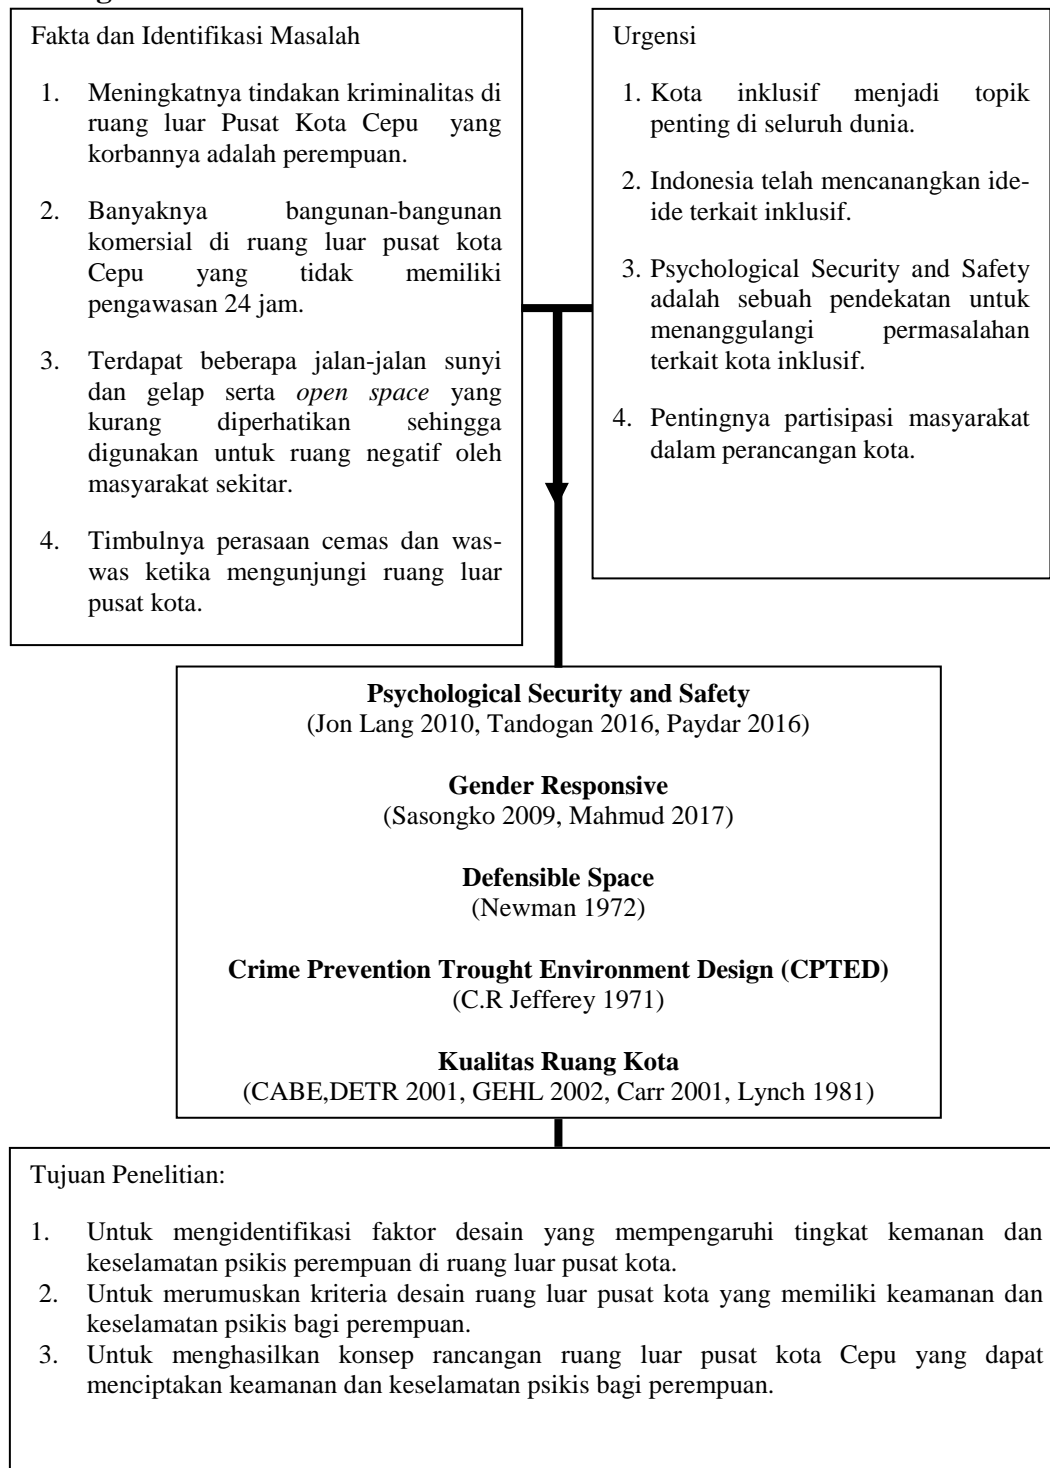 Fakta dan Identifikasi Masalah
1. Meningkatnya tindakan kriminalitas di
ruang luar Pusat Kota Cepu yang
korbannya adalah perempuan.
2. Banyaknya bangunan-bangunan
komersial di ruang luar pusat kota
Cepu yang tidak memiliki
pengawasan 24 jam.
3. Terdapat beberapa jalan-jalan sunyi
dan gelap serta open space yang
kurang diperhatikan sehingga
digunakan untuk ruang negatif oleh
masyarakat sekitar.
4. Timbulnya perasaan cemas dan was-
was ketika mengunjungi ruang luar
pusat kota.
Urgensi
1. Kota inklusif menjadi topik
penting di seluruh dunia.
2. Indonesia telah mencanangkan ide-
ide terkait inklusif.
3. Psychological Security and Safety
adalah sebuah pendekatan untuk
menanggulangi permasalahan
terkait kota inklusif.
4. Pentingnya partisipasi masyarakat
dalam perancangan kota.
Psychological Security and Safety
(Jon Lang 2010, Tandogan 2016, Paydar 2016)
Gender Responsive
(Sasongko 2009, Mahmud 2017)
Defensible Space
(Newman 1972)
Crime Prevention Trought Environment Design (CPTED)
(C.R Jefferey 1971)
Kualitas Ruang Kota
(CABE,DETR 2001, GEHL 2002, Carr 2001, Lynch 1981)
Tujuan Penelitian:
1. Untuk mengidentifikasi faktor desain yang mempengaruhi tingkat kemanan dan
keselamatan psikis perempuan di ruang luar pusat kota.
2. Untuk merumuskan kriteria desain ruang luar pusat kota yang memiliki keamanan dan
keselamatan psikis bagi perempuan.
3. Untuk menghasilkan konsep rancangan ruang luar pusat kota Cepu yang dapat
menciptakan keamanan dan keselamatan psikis bagi perempuan.